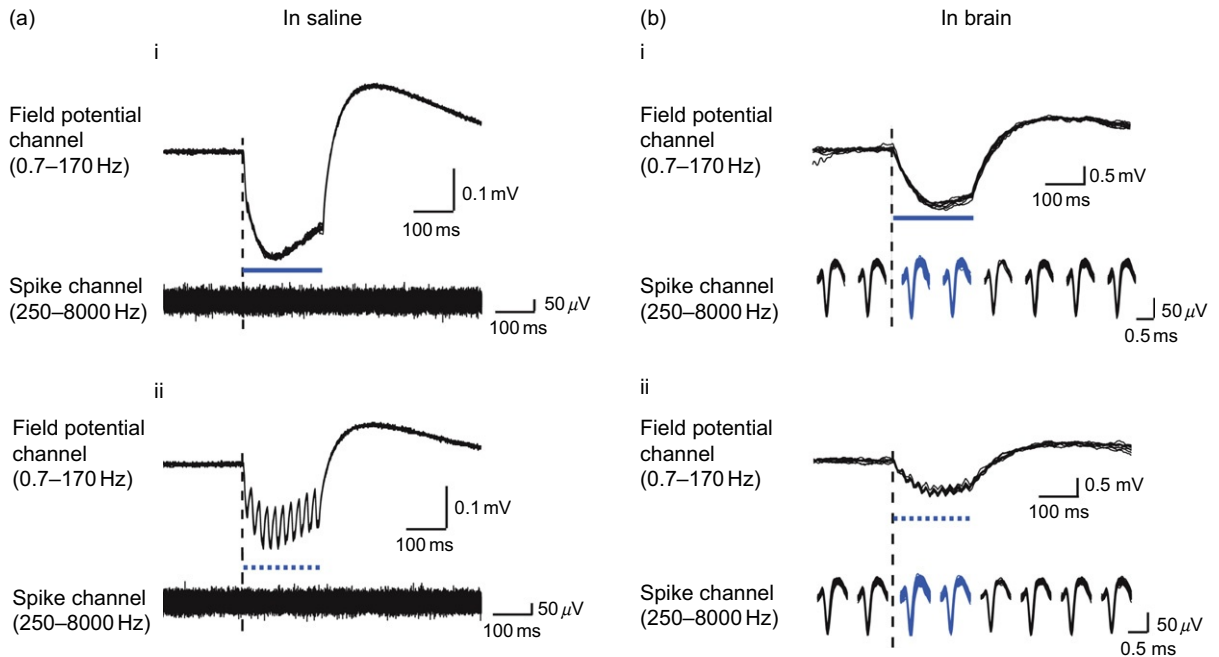 (a)
In saline
i
Field potential
channel
(0.7–170 Hz)
0.1 mV
100 ms
Spike channel
(250–8000 Hz)
50 μV
100 ms
ii
Field potential
channel
(0.7–170 Hz)
0.1 mV
100 ms
Spike channel
(250–8000 Hz)
50 μV
100 ms
(b)
In brain
i
Field potential
channel
(0.7–170 Hz)
0.5 mV
100 ms
Spike channel
(250–8000 Hz)
50 μV
0.5 ms
ii
Field potential
channel
(0.7–170 Hz)
0.5 mV
100 ms
Spike channel
(250–8000 Hz)
50 μV
0.5 ms